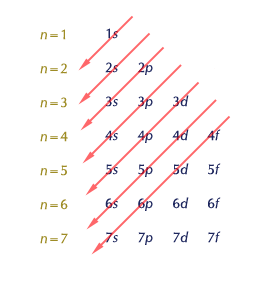 n = 1 1s
n = 2 2s 2p
n = 3 3s 3p 3d
n = 4 4s 4p 4d 4f
n = 5 5s 5p 5d 5f
n = 6 6s 6p 6d 6f
n = 7 7s 7p 7d 7f